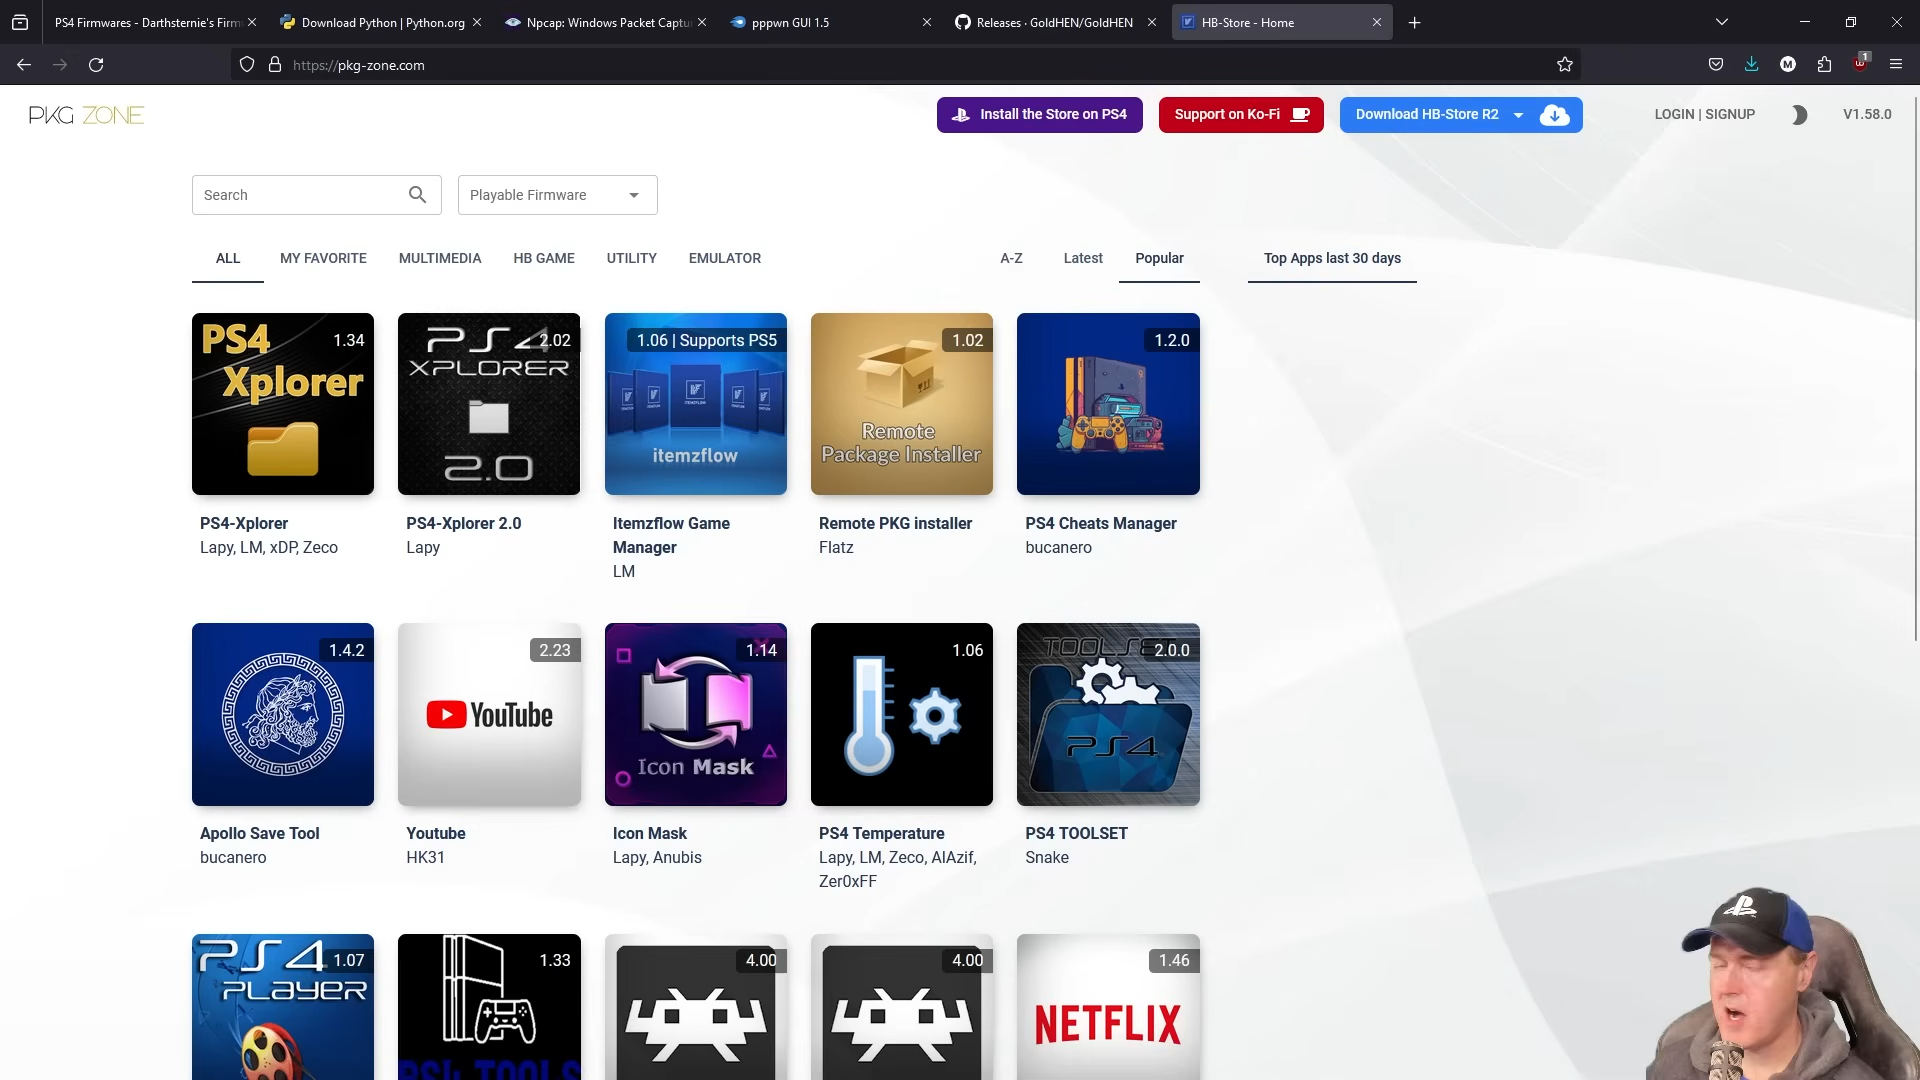 PS4 Firmwares - Darthsternie's Firm
Download Python | Python.org
Npcap: Windows Packet Captu
pppwn GUI 1.5
Releases · GoldHEN/GoldHEN
HB-Store - Home
https://pkg-zone.com
1
PKG ZONE
Install the Store on PS4
Support on Ko-Fi
Download HB-Store R2
LOGIN | SIGNUP
V1.58.0
Search
Playable Firmware
ALL
MY FAVORITE
MULTIMEDIA
HB GAME
UTILITY
EMULATOR
A-Z
Latest
Popular
Top Apps last 30 days
PS4
Xplorer
1.34
PS4
XPLORER
2.0
2.02
1.06 | Supports PS5
itemzflow
1.02
Remote
Package Installer
1.2.0
PS4-Xplorer
Lapy, LM, xDP, Zeco
PS4-Xplorer 2.0
Lapy
Itemzflow Game
Manager
LM
Remote PKG installer
Flatz
PS4 Cheats Manager
bucanero
1.4.2
2.23
YouTube
1.14
Icon Mask
1.06
TOOLSET
2.0.0
PS4
Apollo Save Tool
bucanero
Youtube
HK31
Icon Mask
Lapy, Anubis
PS4 Temperature
Lapy, LM, Zeco, AlAzif,
Zer0xFF
PS4 TOOLSET
Snake
PS4
PLAYER
1.07
1.33
PS4 TOOLS
4.00
4.00
1.46
NETFLIX